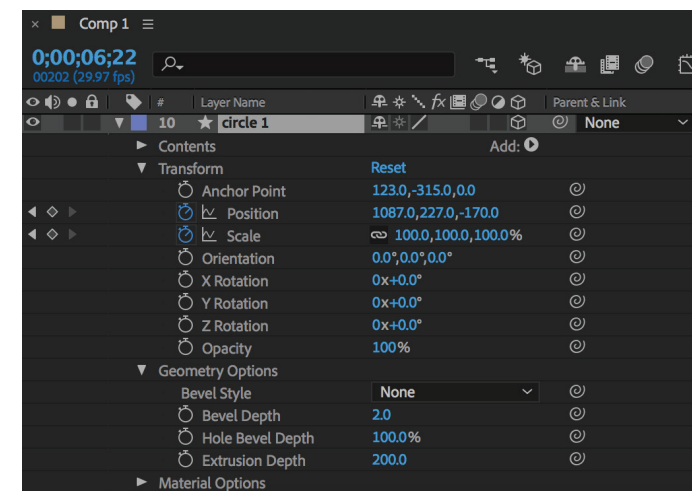 × Comp 1
0;00;06;22
00202 (29.97 fps)
# Layer Name fx Parent & Link
10 circle 1 None
Contents Add:
Transform Reset
Anchor Point 123.0,-315.0,0.0
Position 1087.0,227.0,-170.0
Scale 100.0,100.0,100.0%
Orientation 0.0°,0.0°,0.0°
X Rotation 0x+0.0°
Y Rotation 0x+0.0°
Z Rotation 0x+0.0°
Opacity 100%
Geometry Options
Bevel Style None
Bevel Depth 2.0
Hole Bevel Depth 100.0%
Extrusion Depth 200.0
Material Options